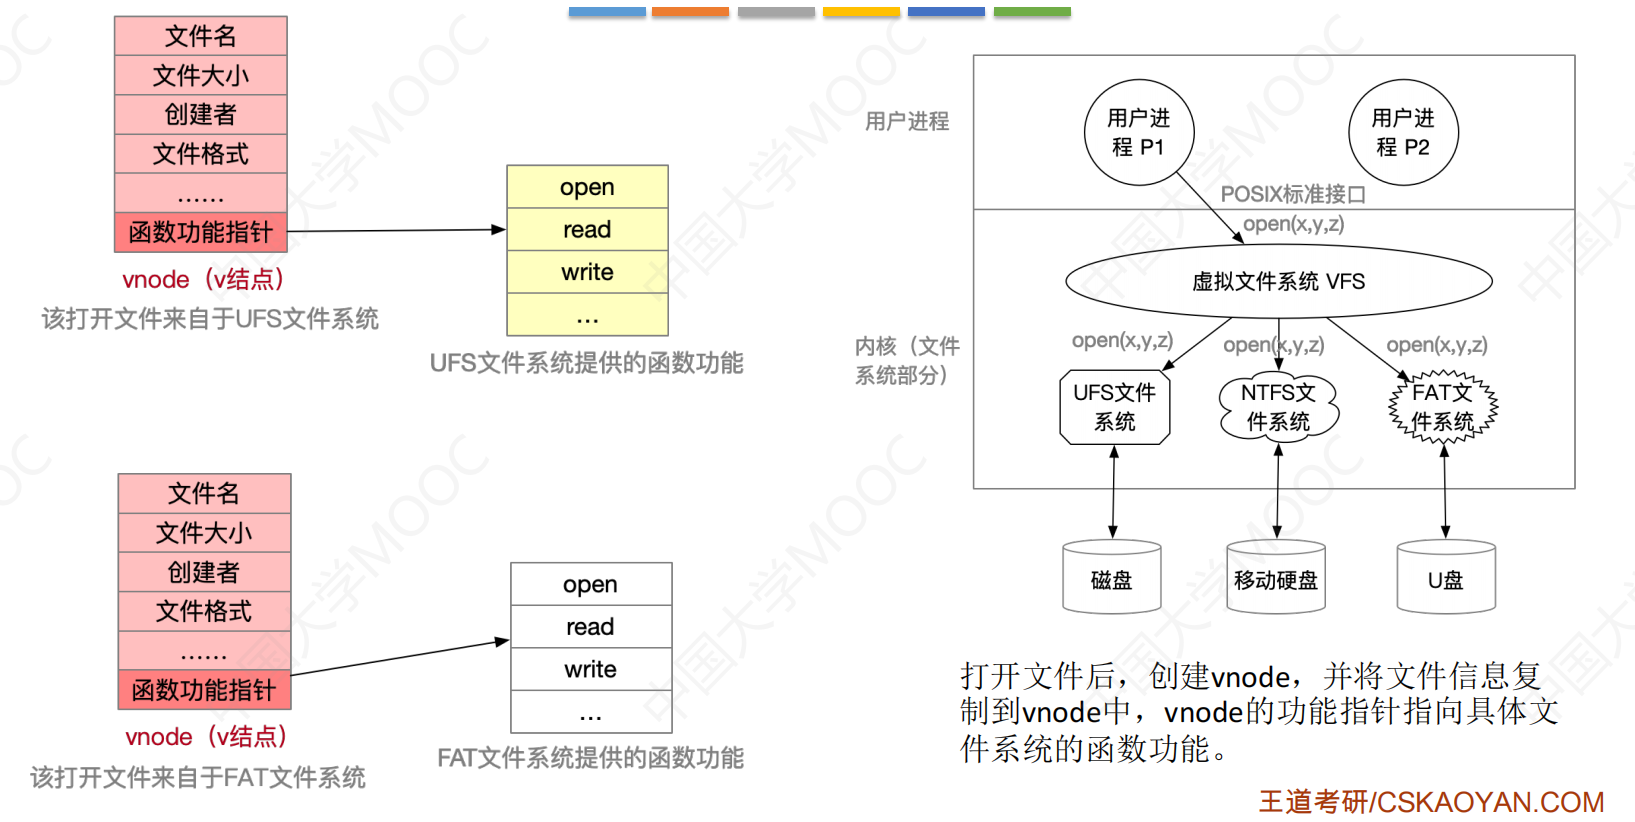 文件名
文件大小
创建者
文件格式
……
函数功能指针
vnode（v结点）
该打开文件来自于UFS文件系统
open
read
write
...
UFS文件系统提供的函数功能
文件名
文件大小
创建者
文件格式
……
函数功能指针
vnode（v结点）
该打开文件来自于FAT文件系统
open
read
write
...
FAT文件系统提供的函数功能
用户进程
用户进
程 P1
用户进
程 P2
POSIX标准接口
open(x,y,z)
虚拟文件系统 VFS
内核（文件
系统部分）
open(x,y,z)
open(x,y,z)
open(x,y,z)
UFS文件
系统
NTFS文
件系统
FAT文
件系统
磁盘
移动硬盘
U盘
打开文件后，创建vnode，并将文件信息复
制到vnode中，vnode的功能指针指向具体文
件系统的函数功能。
王道考研/CSKAOYAN.COM
中国大学MOOC